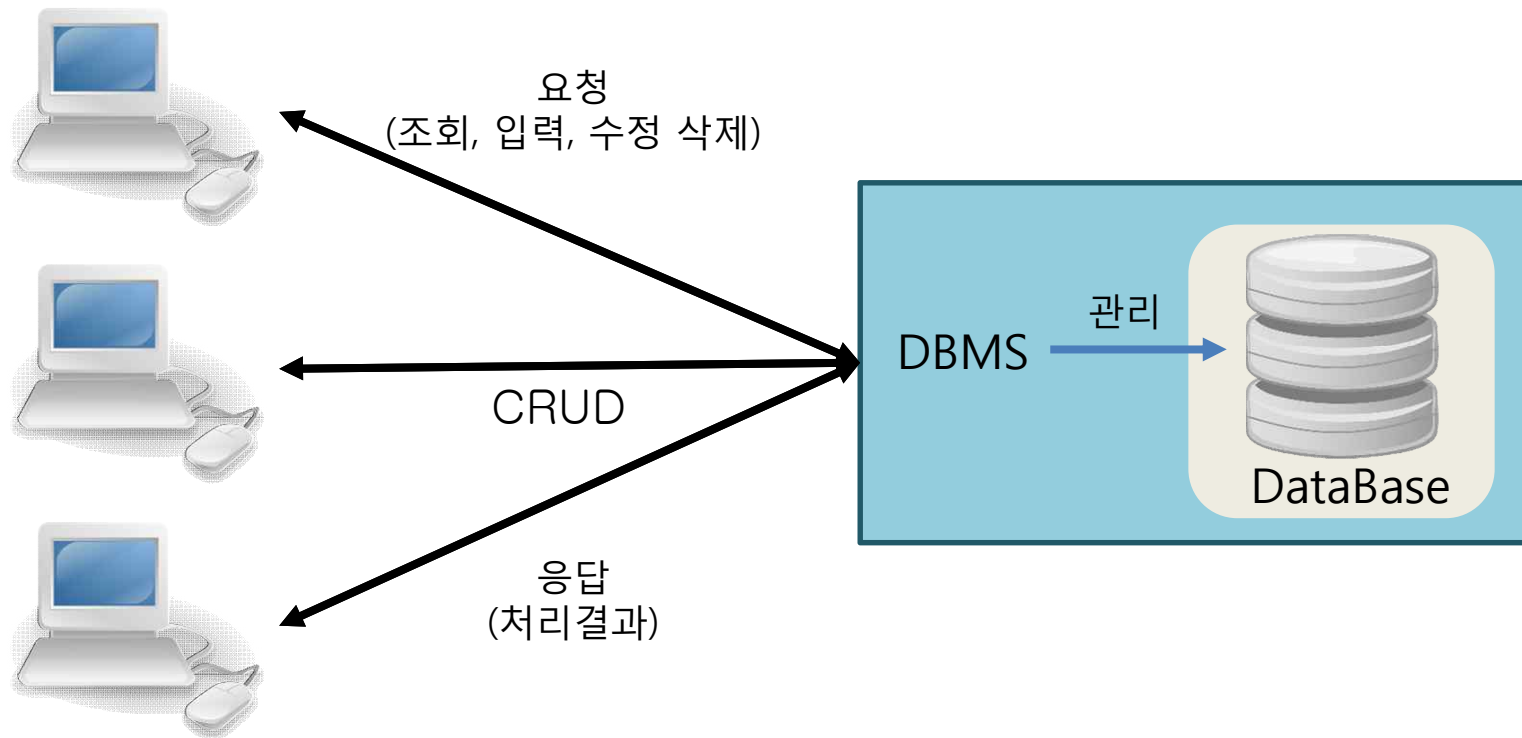 요청
(조회, 입력, 수정 삭제)
CRUD
응답
(처리결과)
DBMS
관리
DataBase